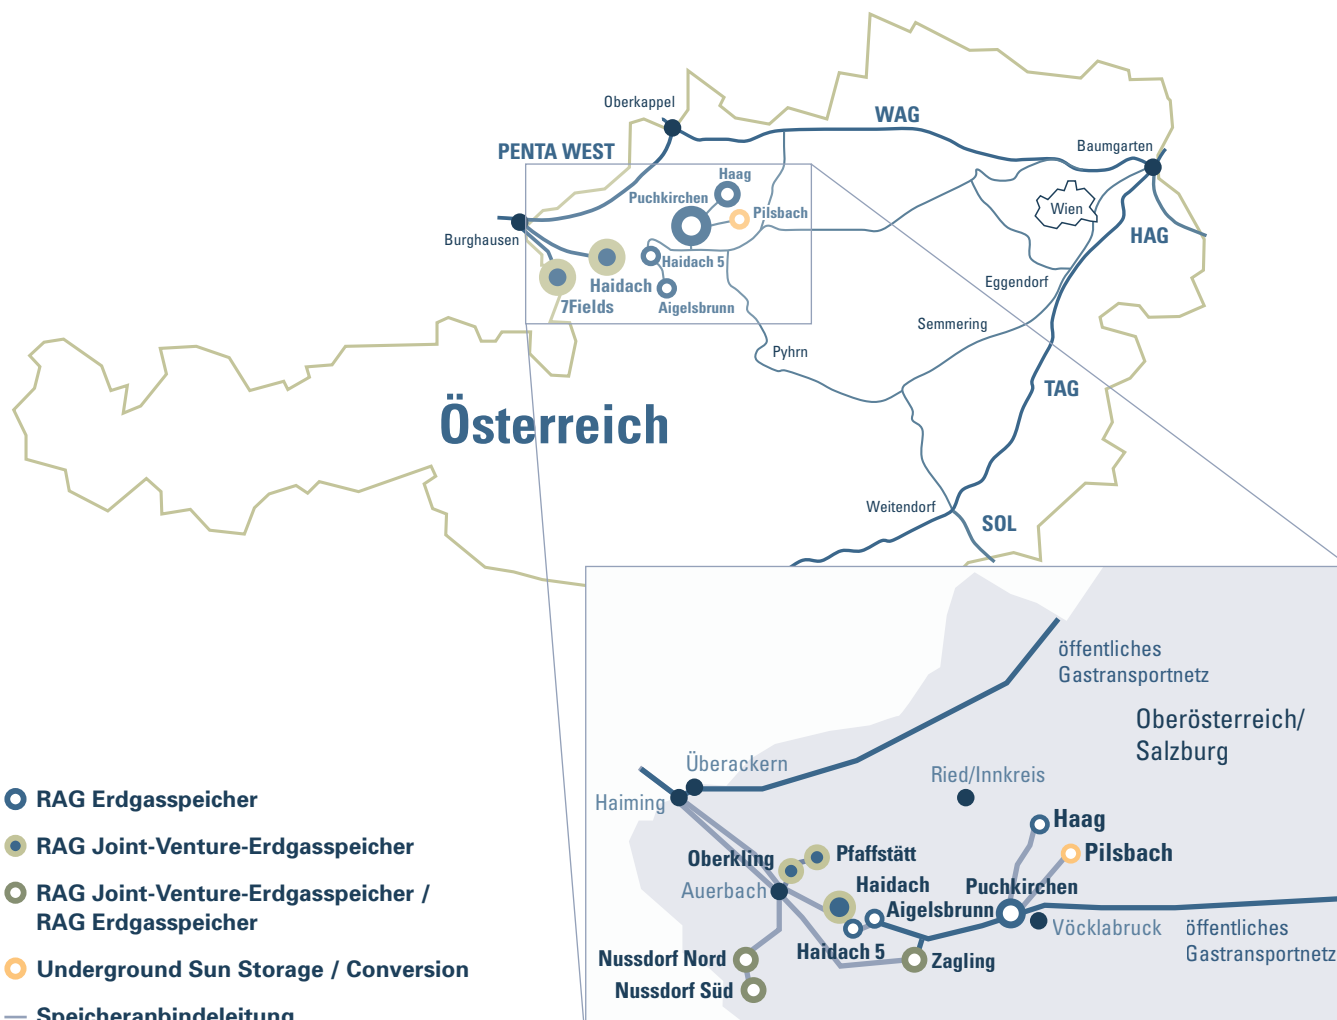 Oberkappel
WAG
PENTA WEST
Baumgarten
Haag
Puchkirchen
Pilsbach
Wien
Burghausen
HAG
Haidach 5
Haidach
Eggendorf
7Fields
Aigelsbrunn
Semmering
Pyhrn
TAG
Österreich
Weitendorf
SOL
öffentliches
Gastransportnetz
Oberösterreich/
Salzburg
Überackern
Ried/Innkreis
Haiming
Haag
Pfaffstätt
Pilsbach
Oberkling
Haidach
Puchkirchen
Auerbach
Aigelsbrunn
Vöcklabruck
öffentliches
Gastransportnetz
Haidach 5
Nussdorf Nord
Zagling
Nussdorf Süd
RAG Erdgasspeicher
RAG Joint-Venture-Erdgasspeicher
RAG Joint-Venture-Erdgasspeicher /
RAG Erdgasspeicher
Underground Sun Storage / Conversion
Speicheranbindeleitung